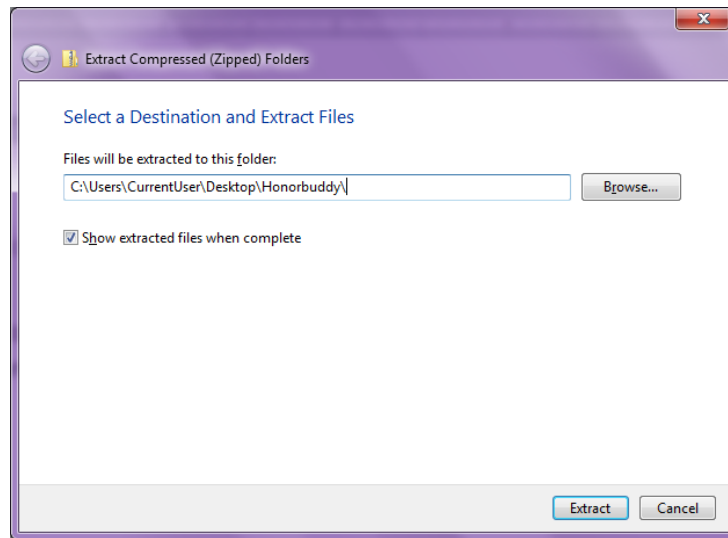 Extract Compressed (Zipped) Folders
Select a Destination and Extract Files
Files will be extracted to this folder:
C:\Users\CurrentUser\Desktop\Honorbuddy\
Browse...
Show extracted files when complete
Extract
Cancel